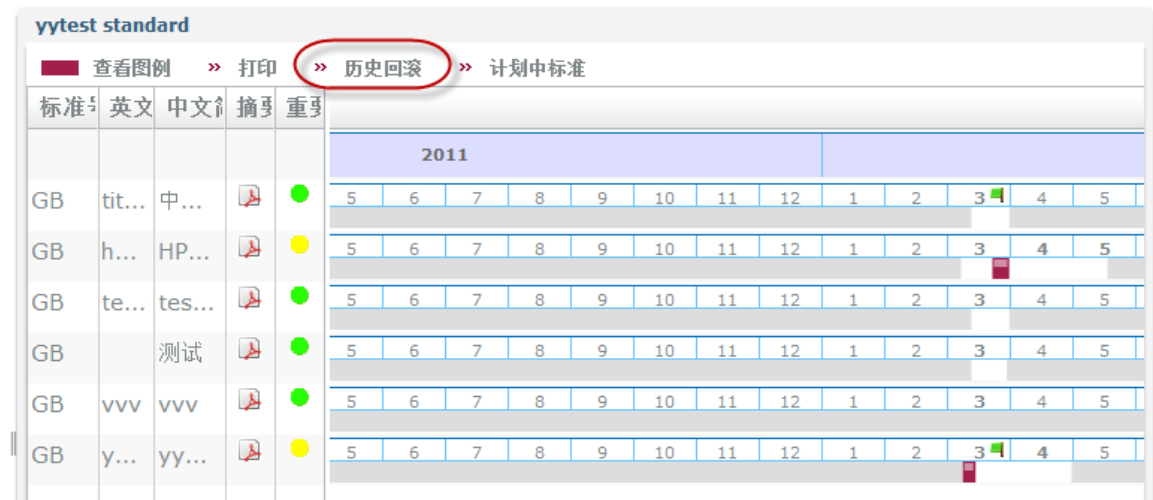 yytest standard
查看图例 » 打印 » 历史回滚 » 计划中标准
标准 英文 中文 摘 重
2011
GB tit... 中... 5 6 7 8 9 10 11 12 1 2 3 4 5
GB h... HP... 5 6 7 8 9 10 11 12 1 2 3 4 5
GB te... tes... 5 6 7 8 9 10 11 12 1 2 3 4 5
GB 测试 5 6 7 8 9 10 11 12 1 2 3 4 5
GB vvv vvv 5 6 7 8 9 10 11 12 1 2 3 4 5
GB y... yy... 5 6 7 8 9 10 11 12 1 2 3 4 5